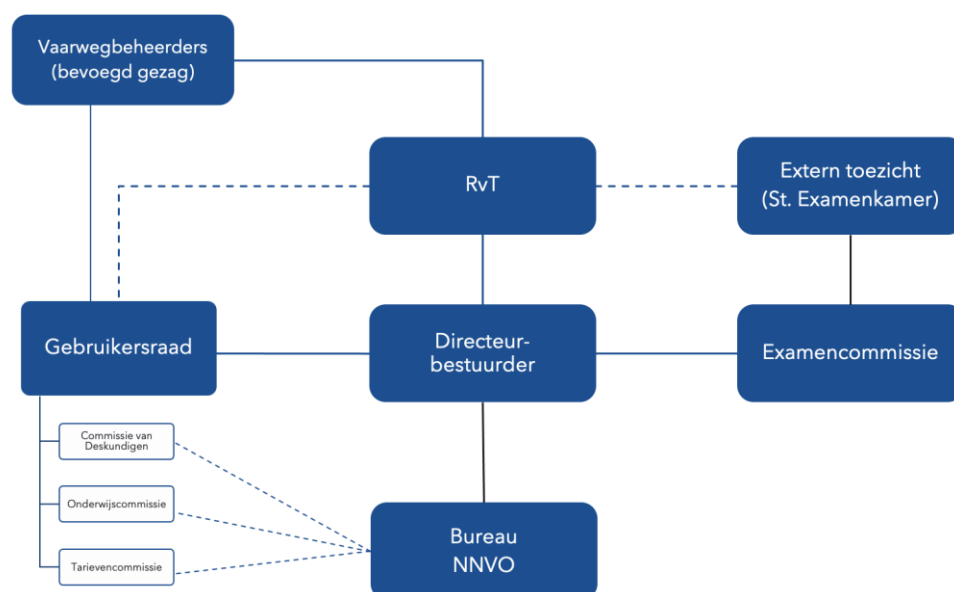 Vaarwegbeheerders
(bevoegd gezag)
RvT
Extern toezicht
(St. Examenkamer)
Gebruikersraad
Directeur-
bestuurder
Examencommissie
Commissie van
Deskundigen
Onderwijscommissie
Tarievencommissie
Bureau
NNVO